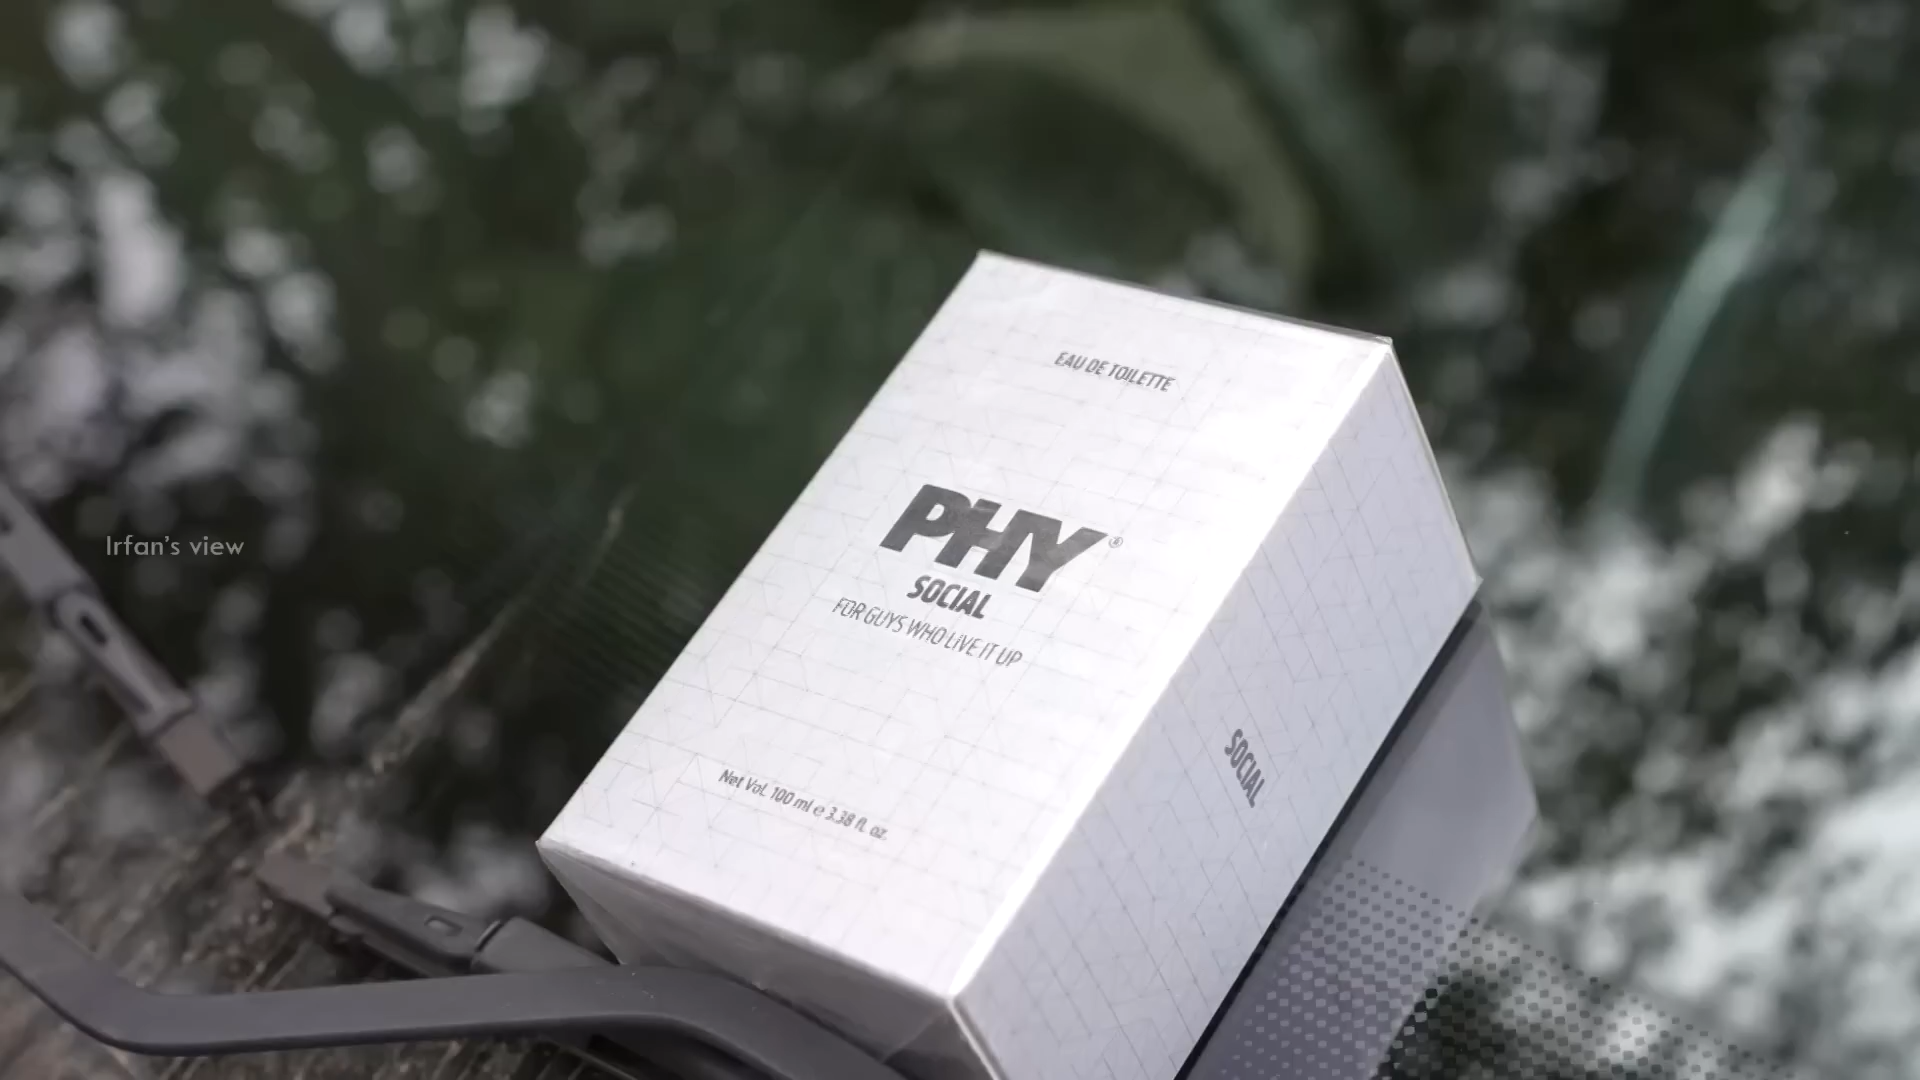 EAU DE TOILETTE
PHY®
SOCIAL
FOR GUYS WHO LIVE IT UP
Net Vol. 100 ml e 3.38 fl. oz.
SOCIAL
Irfan's view